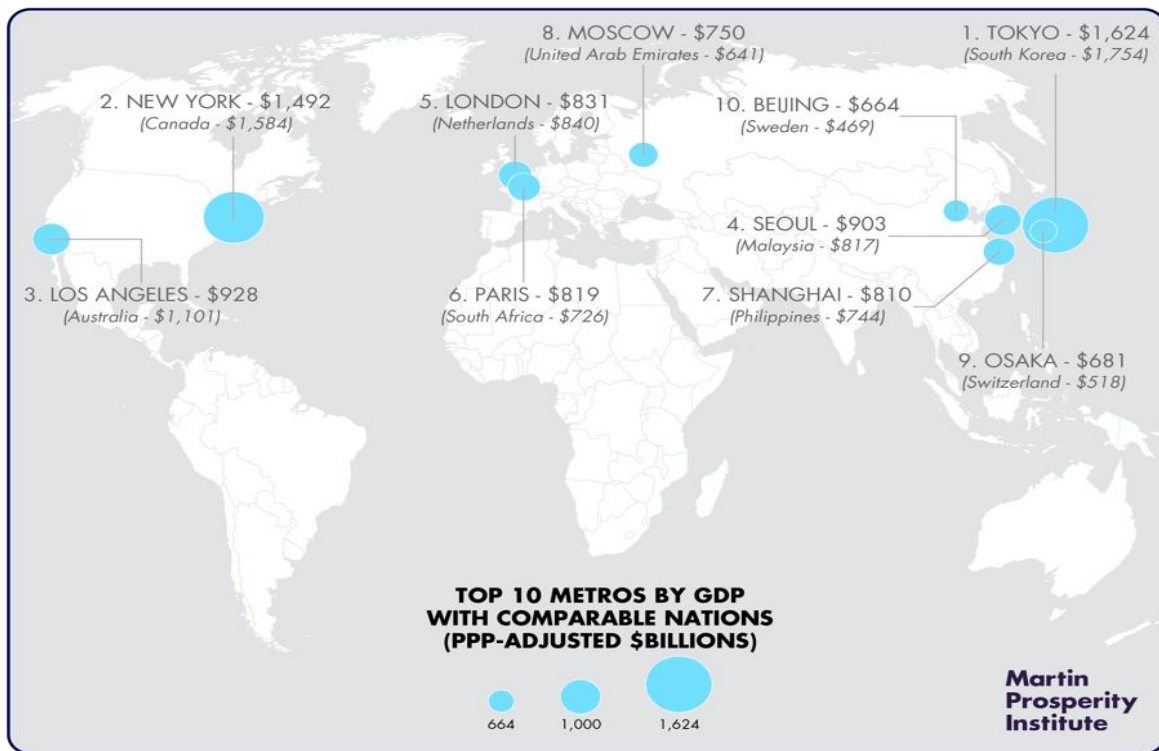 8. MOSCOW - $750
(United Arab Emirates - $641)
1. TOKYO - $1,624
(South Korea - $1,754)
2. NEW YORK - $1,492
(Canada - $1,584)
5. LONDON - $831
(Netherlands - $840)
10. BEIJING - $664
(Sweden - $469)
4. SEOUL - $903
(Malaysia - $817)
3. LOS ANGELES - $928
(Australia - $1,101)
6. PARIS - $819
(South Africa - $726)
7. SHANGHAI - $810
(Philippines - $744)
9. OSAKA - $681
(Switzerland - $518)
TOP 10 METROS BY GDP
WITH COMPARABLE NATIONS
(PPP-ADJUSTED $BILLIONS)
664
1,000
1,624
Martin
Prosperity
Institute